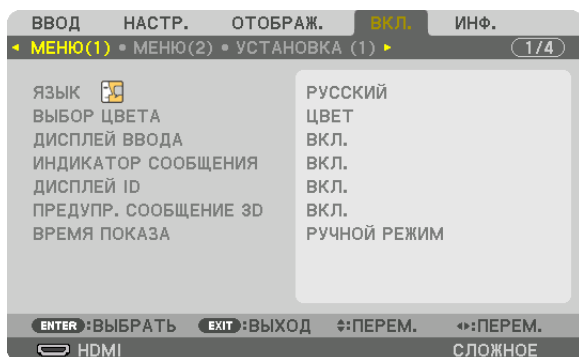 ВВОД НАСТР. ОТОБРАЖ. ВКЛ. ИНФ.
МЕНЮ(1) • МЕНЮ(2) • УСТАНОВКА (1) 1/4
ЯЗЫК РУССКИЙ
ВЫБОР ЦВЕТА ЦВЕТ
ДИСПЛЕЙ ВВОДА ВКЛ.
ИНДИКАТОР СООБЩЕНИЯ ВКЛ.
ДИСПЛЕЙ ID ВКЛ.
ПРЕДУПР. СООБЩЕНИЕ 3D ВКЛ.
ВРЕМЯ ПОКАЗА РУЧНОЙ РЕЖИМ
ENTER :ВЫБРАТЬ EXIT :ВЫХОД :ПЕРЕМ. :ПЕРЕМ.
HDMI СЛОЖНОЕ